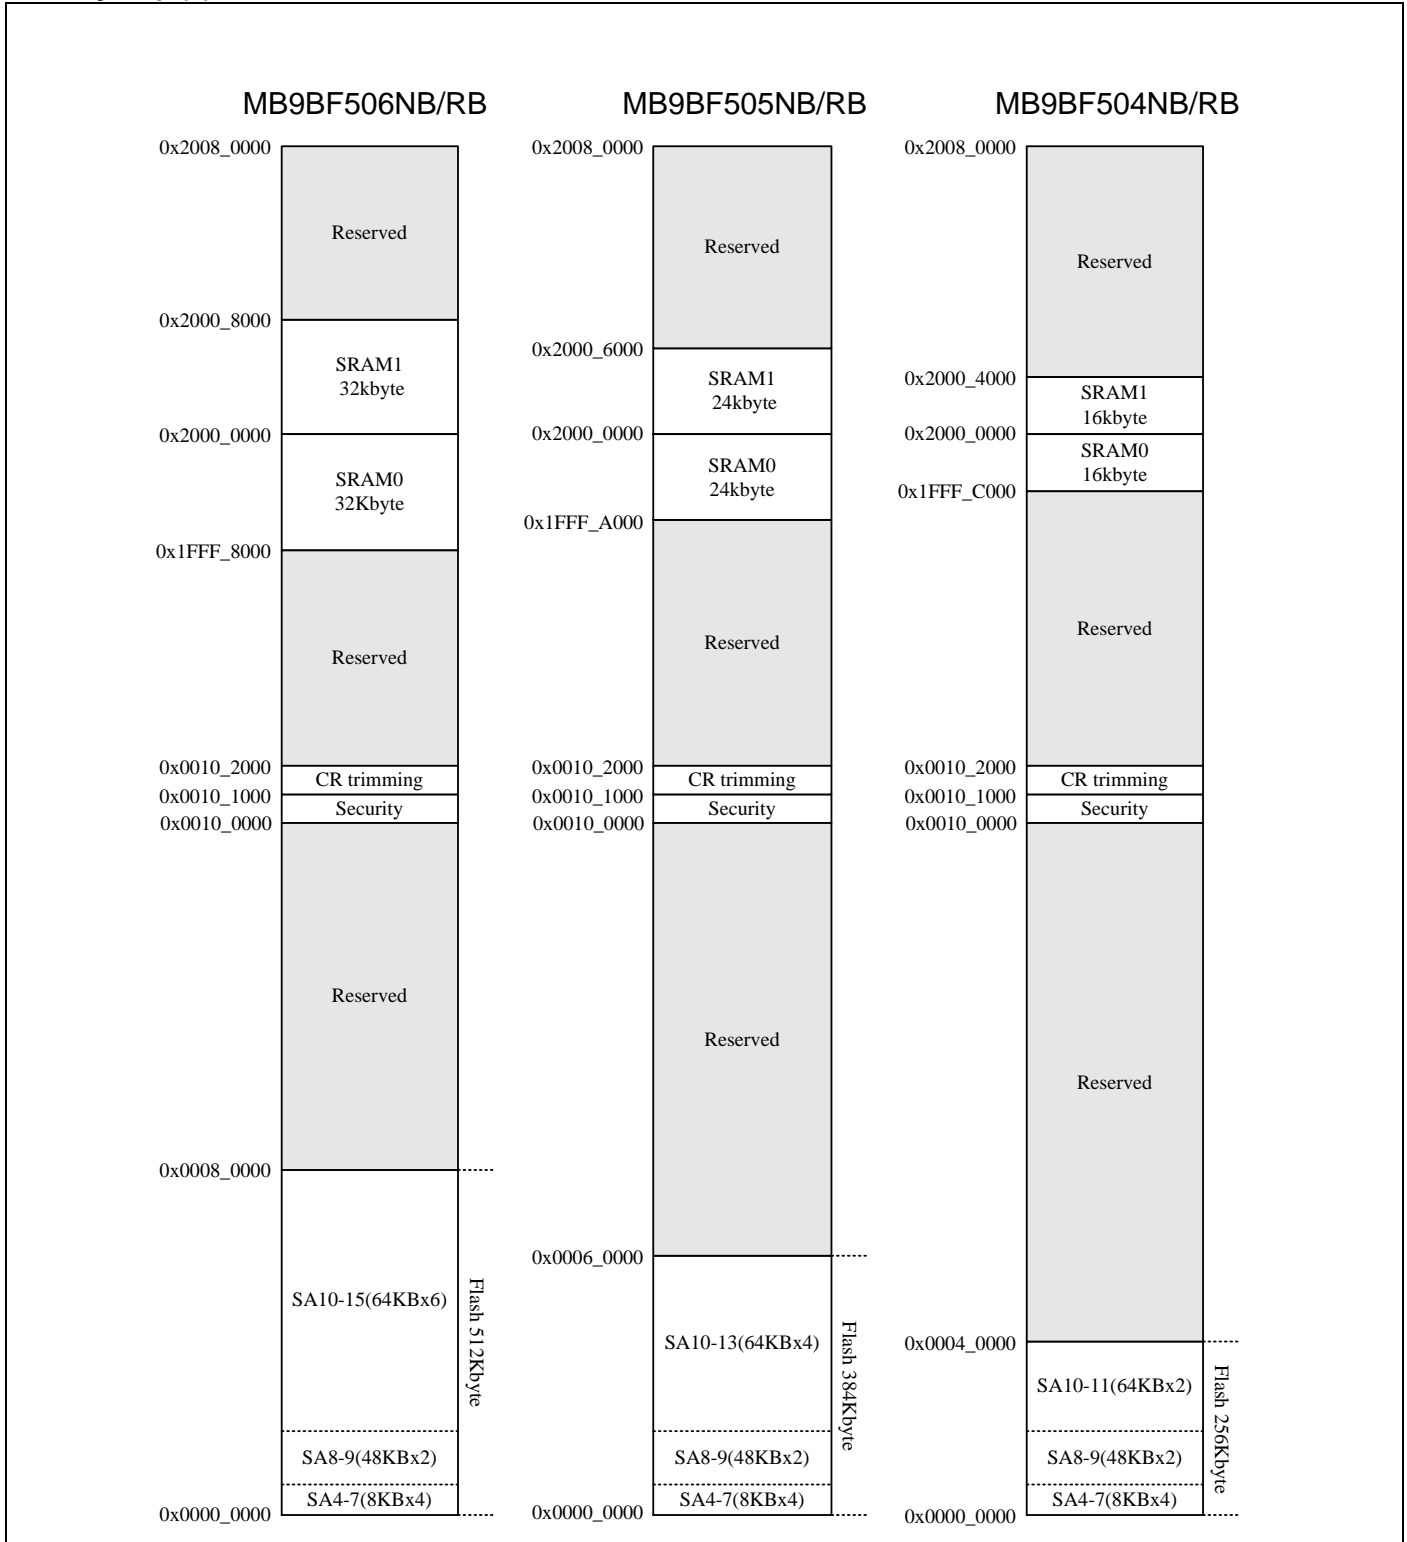 MB9BF506NB/RB
0x2008_0000
Reserved
0x2000_8000
SRAM1
32kbyte
0x2000_0000
SRAM0
32Kbyte
0x1FFF_8000
Reserved
0x0010_2000
CR trimming
0x0010_1000
Security
0x0010_0000
Reserved
0x0008_0000
SA10-15(64KBx6)
Flash 512Kbyte
SA8-9(48KBx2)
SA4-7(8KBx4)
0x0000_0000
MB9BF505NB/RB
0x2008_0000
Reserved
0x2000_6000
SRAM1
24kbyte
0x2000_0000
SRAM0
24kbyte
0x1FFF_A000
Reserved
0x0010_2000
CR trimming
0x0010_1000
Security
0x0010_0000
Reserved
0x0006_0000
SA10-13(64KBx4)
Flash 384Kbyte
SA8-9(48KBx2)
SA4-7(8KBx4)
0x0000_0000
MB9BF504NB/RB
0x2008_0000
Reserved
0x2000_4000
SRAM1
16kbyte
0x2000_0000
SRAM0
16kbyte
0x1FFF_C000
Reserved
0x0010_2000
CR trimming
0x0010_1000
Security
0x0010_0000
Reserved
0x0004_0000
SA10-11(64KBx2)
Flash 256Kbyte
SA8-9(48KBx2)
SA4-7(8KBx4)
0x0000_0000